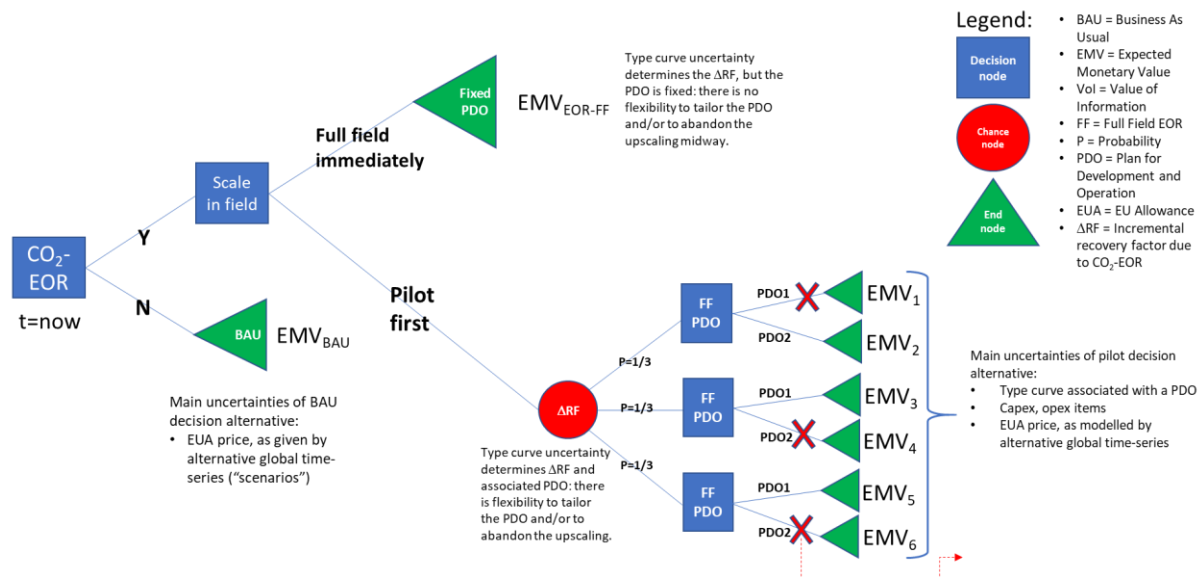 Legend:
Decision
node
Chance
node
End
node
• BAU = Business As
Usual
• EMV = Expected
Monetary Value
• VoI = Value of
Information
• FF = Full Field EOR
• P = Probability
• PDO = Plan for
Development and
Operation
• EUA = EU Allowance
• ΔRF = Incremental
recovery factor due
to CO₂-EOR
Fixed
PDO
EMV_EOR-FF
Type curve uncertainty
determines the ΔRF, but the
PDO is fixed: there is no
flexibility to tailor the PDO
and/or to abandon the
upscaling midway.
Full field
immediately
Scale
in field
Y
CO₂-
EOR
t=now
N
BAU
EMV_BAU
Main uncertainties of BAU
decision alternative:
• EUA price, as given by
alternative global time-
series (“scenarios”)
Pilot
first
ΔRF
Type curve uncertainty
determines ΔRF and
associated PDO: there
is flexibility to tailor
the PDO and/or to
abandon the upscaling.
P=1/3
P=1/3
P=1/3
FF
PDO
PDO1
EMV₁
PDO2
EMV₂
FF
PDO
PDO1
EMV₃
PDO2
EMV₄
FF
PDO
PDO1
EMV₅
PDO2
EMV₆
Main uncertainties of pilot decision
alternative:
• Type curve associated with a PDO
• Capex, opex items
• EUA price, as modelled by
alternative global time-series